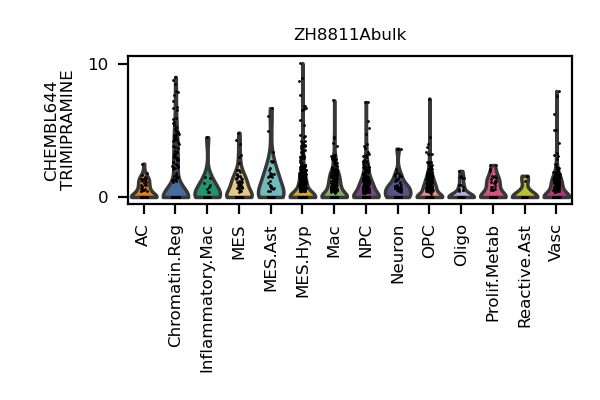 ZH8811Abulk
CHEMBL644
TRIMIPRAMINE
10
0
AC
Chromatin.Reg
Inflammatory.Mac
MES
MES.Ast
MES.Hyp
Mac
NPC
Neuron
OPC
Oligo
Prolif.Metab
Reactive.Ast
Vasc